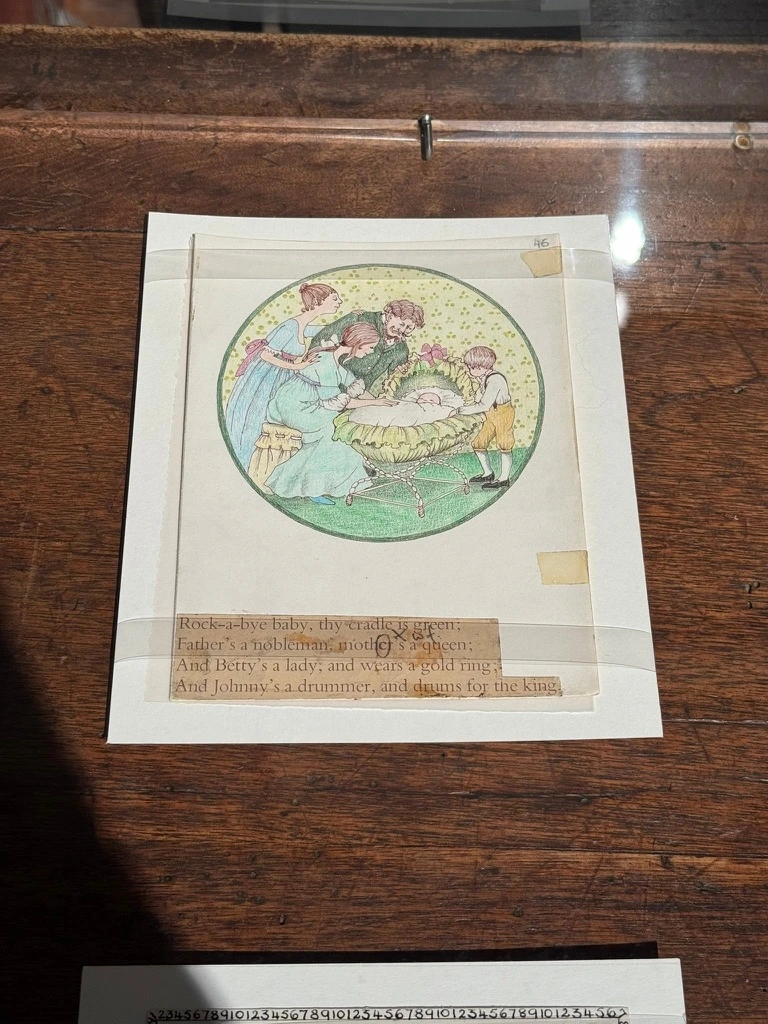 46
Rock-a-bye baby, thy cradle is green;
Father's a nobleman, mother's a queen;
And Betty's a lady; and wears a gold ring;
And Johnny's a drummer, and drums for the king.
234567891012345678910123456789101234567891012345678910123456